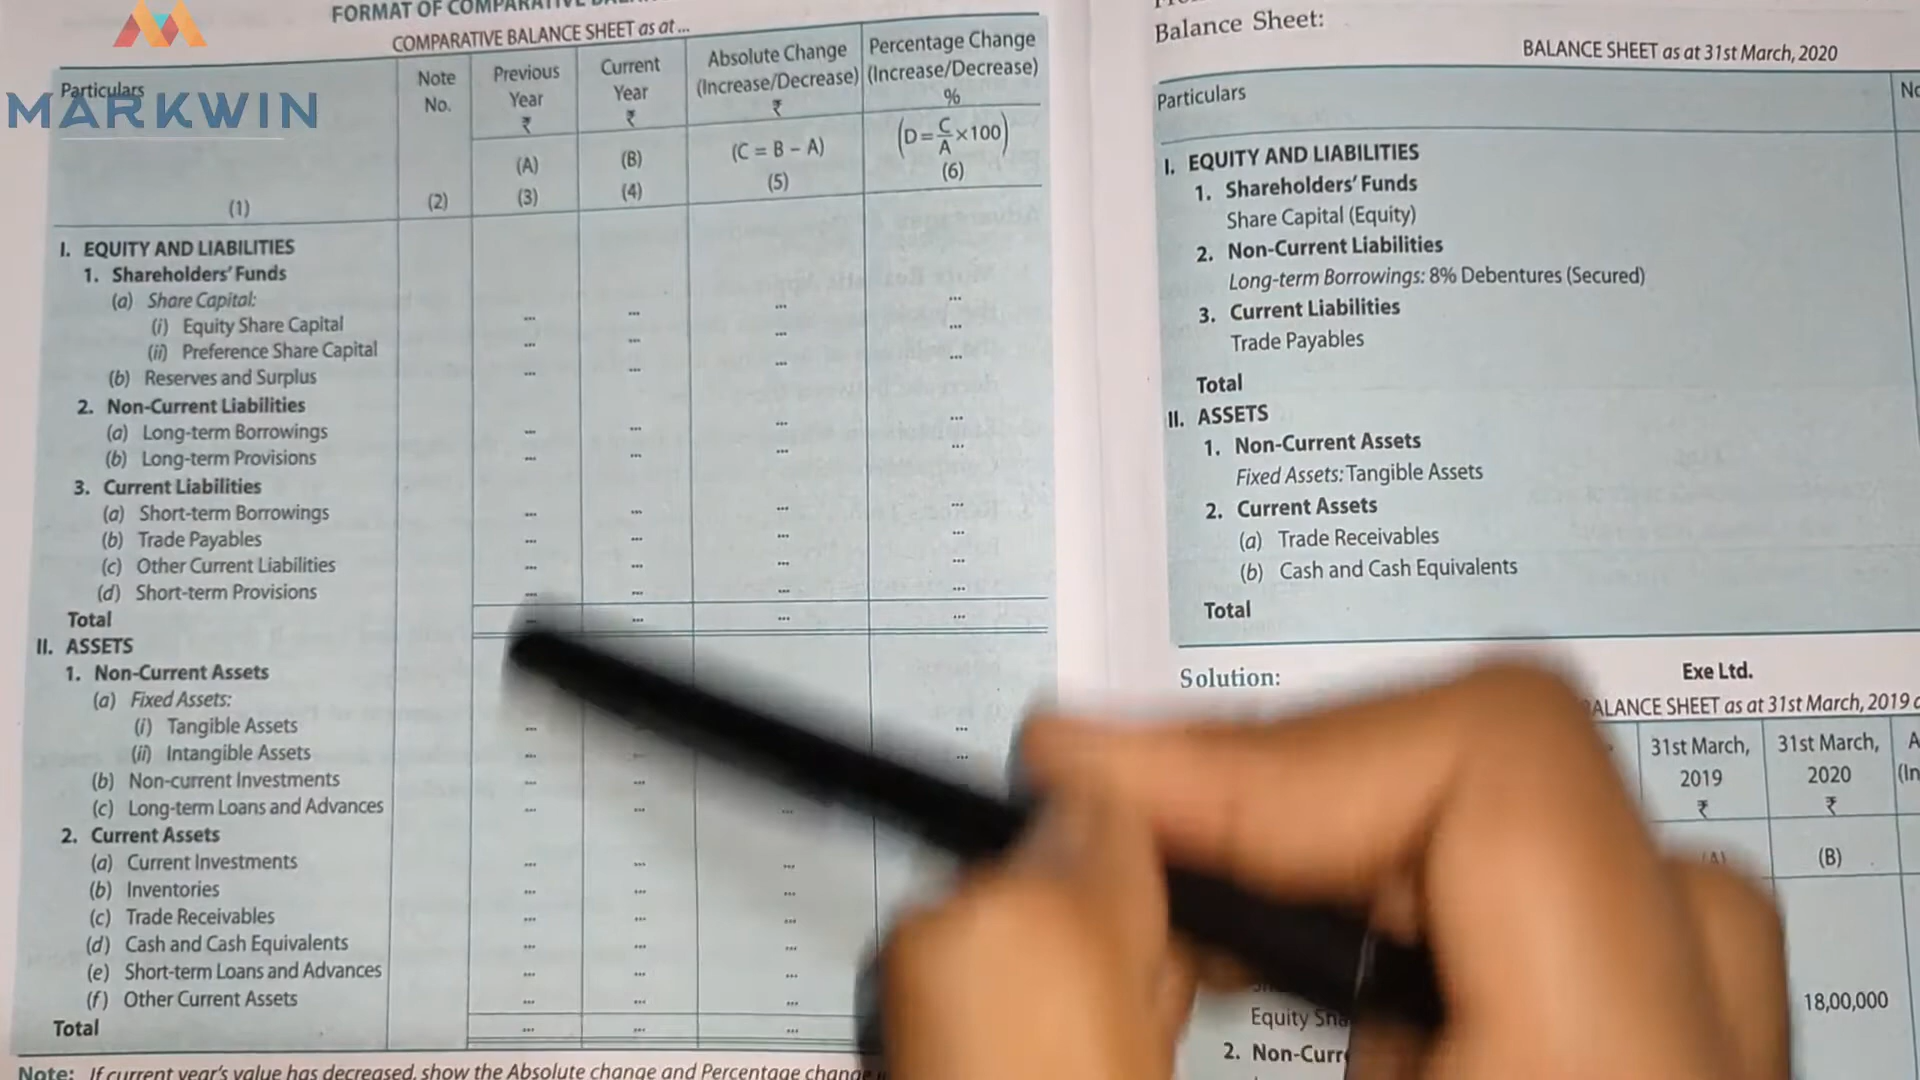 FORMAT OF COMPARATIVE
COMPARATIVE BALANCE SHEET as at ...
MARKWIN
Particulars
Note No.
Previous Year ₹
Current Year ₹
Absolute Change (Increase/Decrease) ₹
Percentage Change (Increase/Decrease) %
(A)
(B)
(C = B – A)
(D = C/A × 100)
(1)
(2)
(3)
(4)
(5)
(6)
I. EQUITY AND LIABILITIES
1. Shareholders' Funds
(a) Share Capital:
(i) Equity Share Capital ... ... ... ...
(ii) Preference Share Capital ... ... ... ...
(b) Reserves and Surplus ... ... ... ...
2. Non-Current Liabilities
(a) Long-term Borrowings ... ... ... ...
(b) Long-term Provisions ... ... ... ...
3. Current Liabilities
(a) Short-term Borrowings ... ... ... ...
(b) Trade Payables ... ... ... ...
(c) Other Current Liabilities ... ... ... ...
(d) Short-term Provisions ... ... ... ...
Total ... ... ... ...
II. ASSETS
1. Non-Current Assets
(a) Fixed Assets:
(i) Tangible Assets ... ...
(ii) Intangible Assets ... ... ...
(b) Non-current Investments ... ...
(c) Long-term Loans and Advances ... ... ...
2. Current Assets
(a) Current Investments ... ... ...
(b) Inventories ... ... ...
(c) Trade Receivables ... ... ...
(d) Cash and Cash Equivalents ... ... ...
(e) Short-term Loans and Advances ... ... ...
(f) Other Current Assets ... ... ...
Total ... ... ...
Note: If current year's value has decreased, show the Absolute change and Percentage change
Balance Sheet:
BALANCE SHEET as at 31st March, 2020
Particulars
I. EQUITY AND LIABILITIES
1. Shareholders' Funds
Share Capital (Equity)
2. Non-Current Liabilities
Long-term Borrowings: 8% Debentures (Secured)
3. Current Liabilities
Trade Payables
Total
II. ASSETS
1. Non-Current Assets
Fixed Assets: Tangible Assets
2. Current Assets
(a) Trade Receivables
(b) Cash and Cash Equivalents
Total
Solution:
Exe Ltd.
BALANCE SHEET as at 31st March, 2019
31st March, 2019 ₹
31st March, 2020 ₹
(A)
(B)
Equity
18,00,000
2.